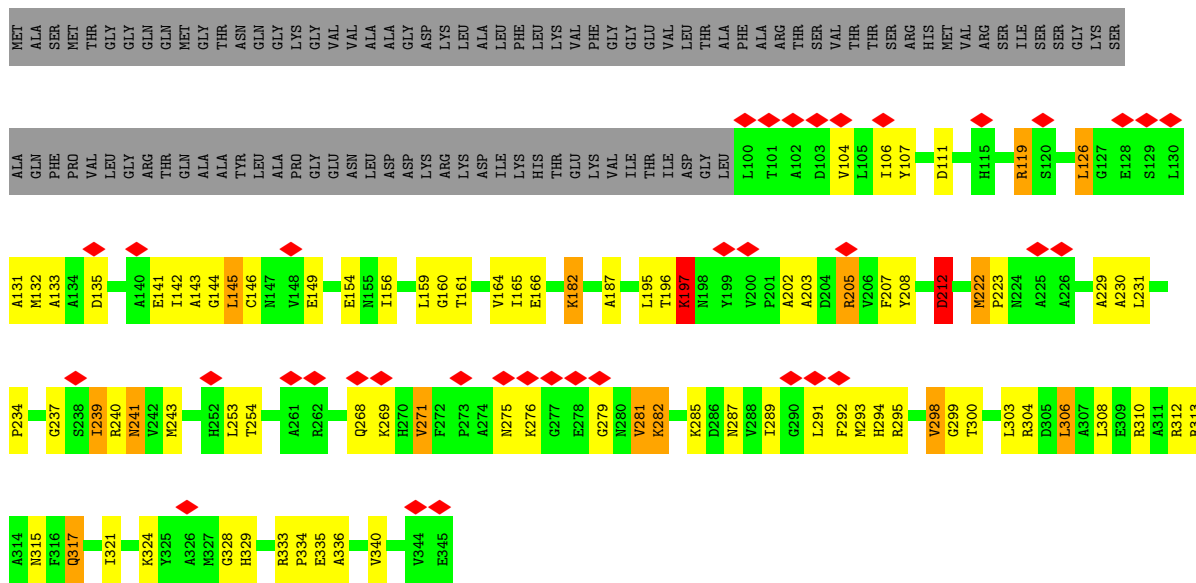 MET ALA SER MET THR GLY GLY GLN GLN MET GLY THR ASN GLN GLY LYS GLY VAL VAL ALA ALA GLY ASP LYS LEU ALA LEU PHE LEU LYS VAL PHE GLY GLY GLU VAL LEU THR ALA PHE ALA ARG THR SER VAL THR THR SER ARG HIS MET VAL ARG SER ILE SER SER GLY LYS SER
ALA GLN PHE PRO VAL LEU GLY ARG THR GLN ALA ALA TYR LEU ALA PRO GLY GLU ASN LEU ASP ASP LYS ARG LYS ASP ILE LYS HIS THR GLU LYS VAL ILE THR ILE ASP GLY LEU L100 T101 A102 D103 V104 L105 I106 Y107 D111 H115 R119 S120 L126 G127 E128 S129 L130
A131 M132 A133 A134 D135 A140 E141 I142 A143 G144 L145 G146 N147 V148 E149 E154 N155 I156 L159 G160 T161 V164 I165 E166 K182 A187 L195 T196 K197 N198 Y199 V200 P201 A202 A203 D204 R205 V206 F207 Y208 D212 M222 P223 N224 A225 A226 A229 A230 L231
P234 G237 S238 I239 R240 N241 V242 M243 H252 L253 T254 A261 R262 Q268 K269 H270 V271 F272 P273 A274 N275 K276 G277 E278 G279 N280 V281 K282 K285 D286 N287 V288 I289 G290 L291 F292 M293 H294 R295 V298 G299 T300 L303 R304 D305 L306 A307 L308 E309 R310 A311 R312 R313
A314 N315 F316 Q317 I321 K324 Y325 A326 M327 G328 H329 R333 P334 E335 A336 V340 V344 E345